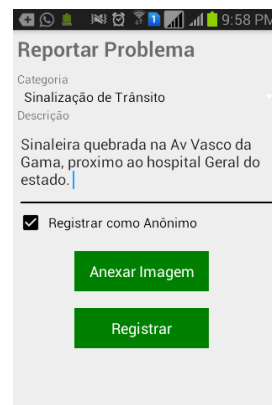 9:58 PM
Reportar Problema
Categoria
Sinalização de Trânsito
Descrição
Sinaleira quebrada na Av Vasco da
Gama, proximo ao hospital Geral do
estado.
Registrar como Anônimo
Anexar Imagem
Registrar